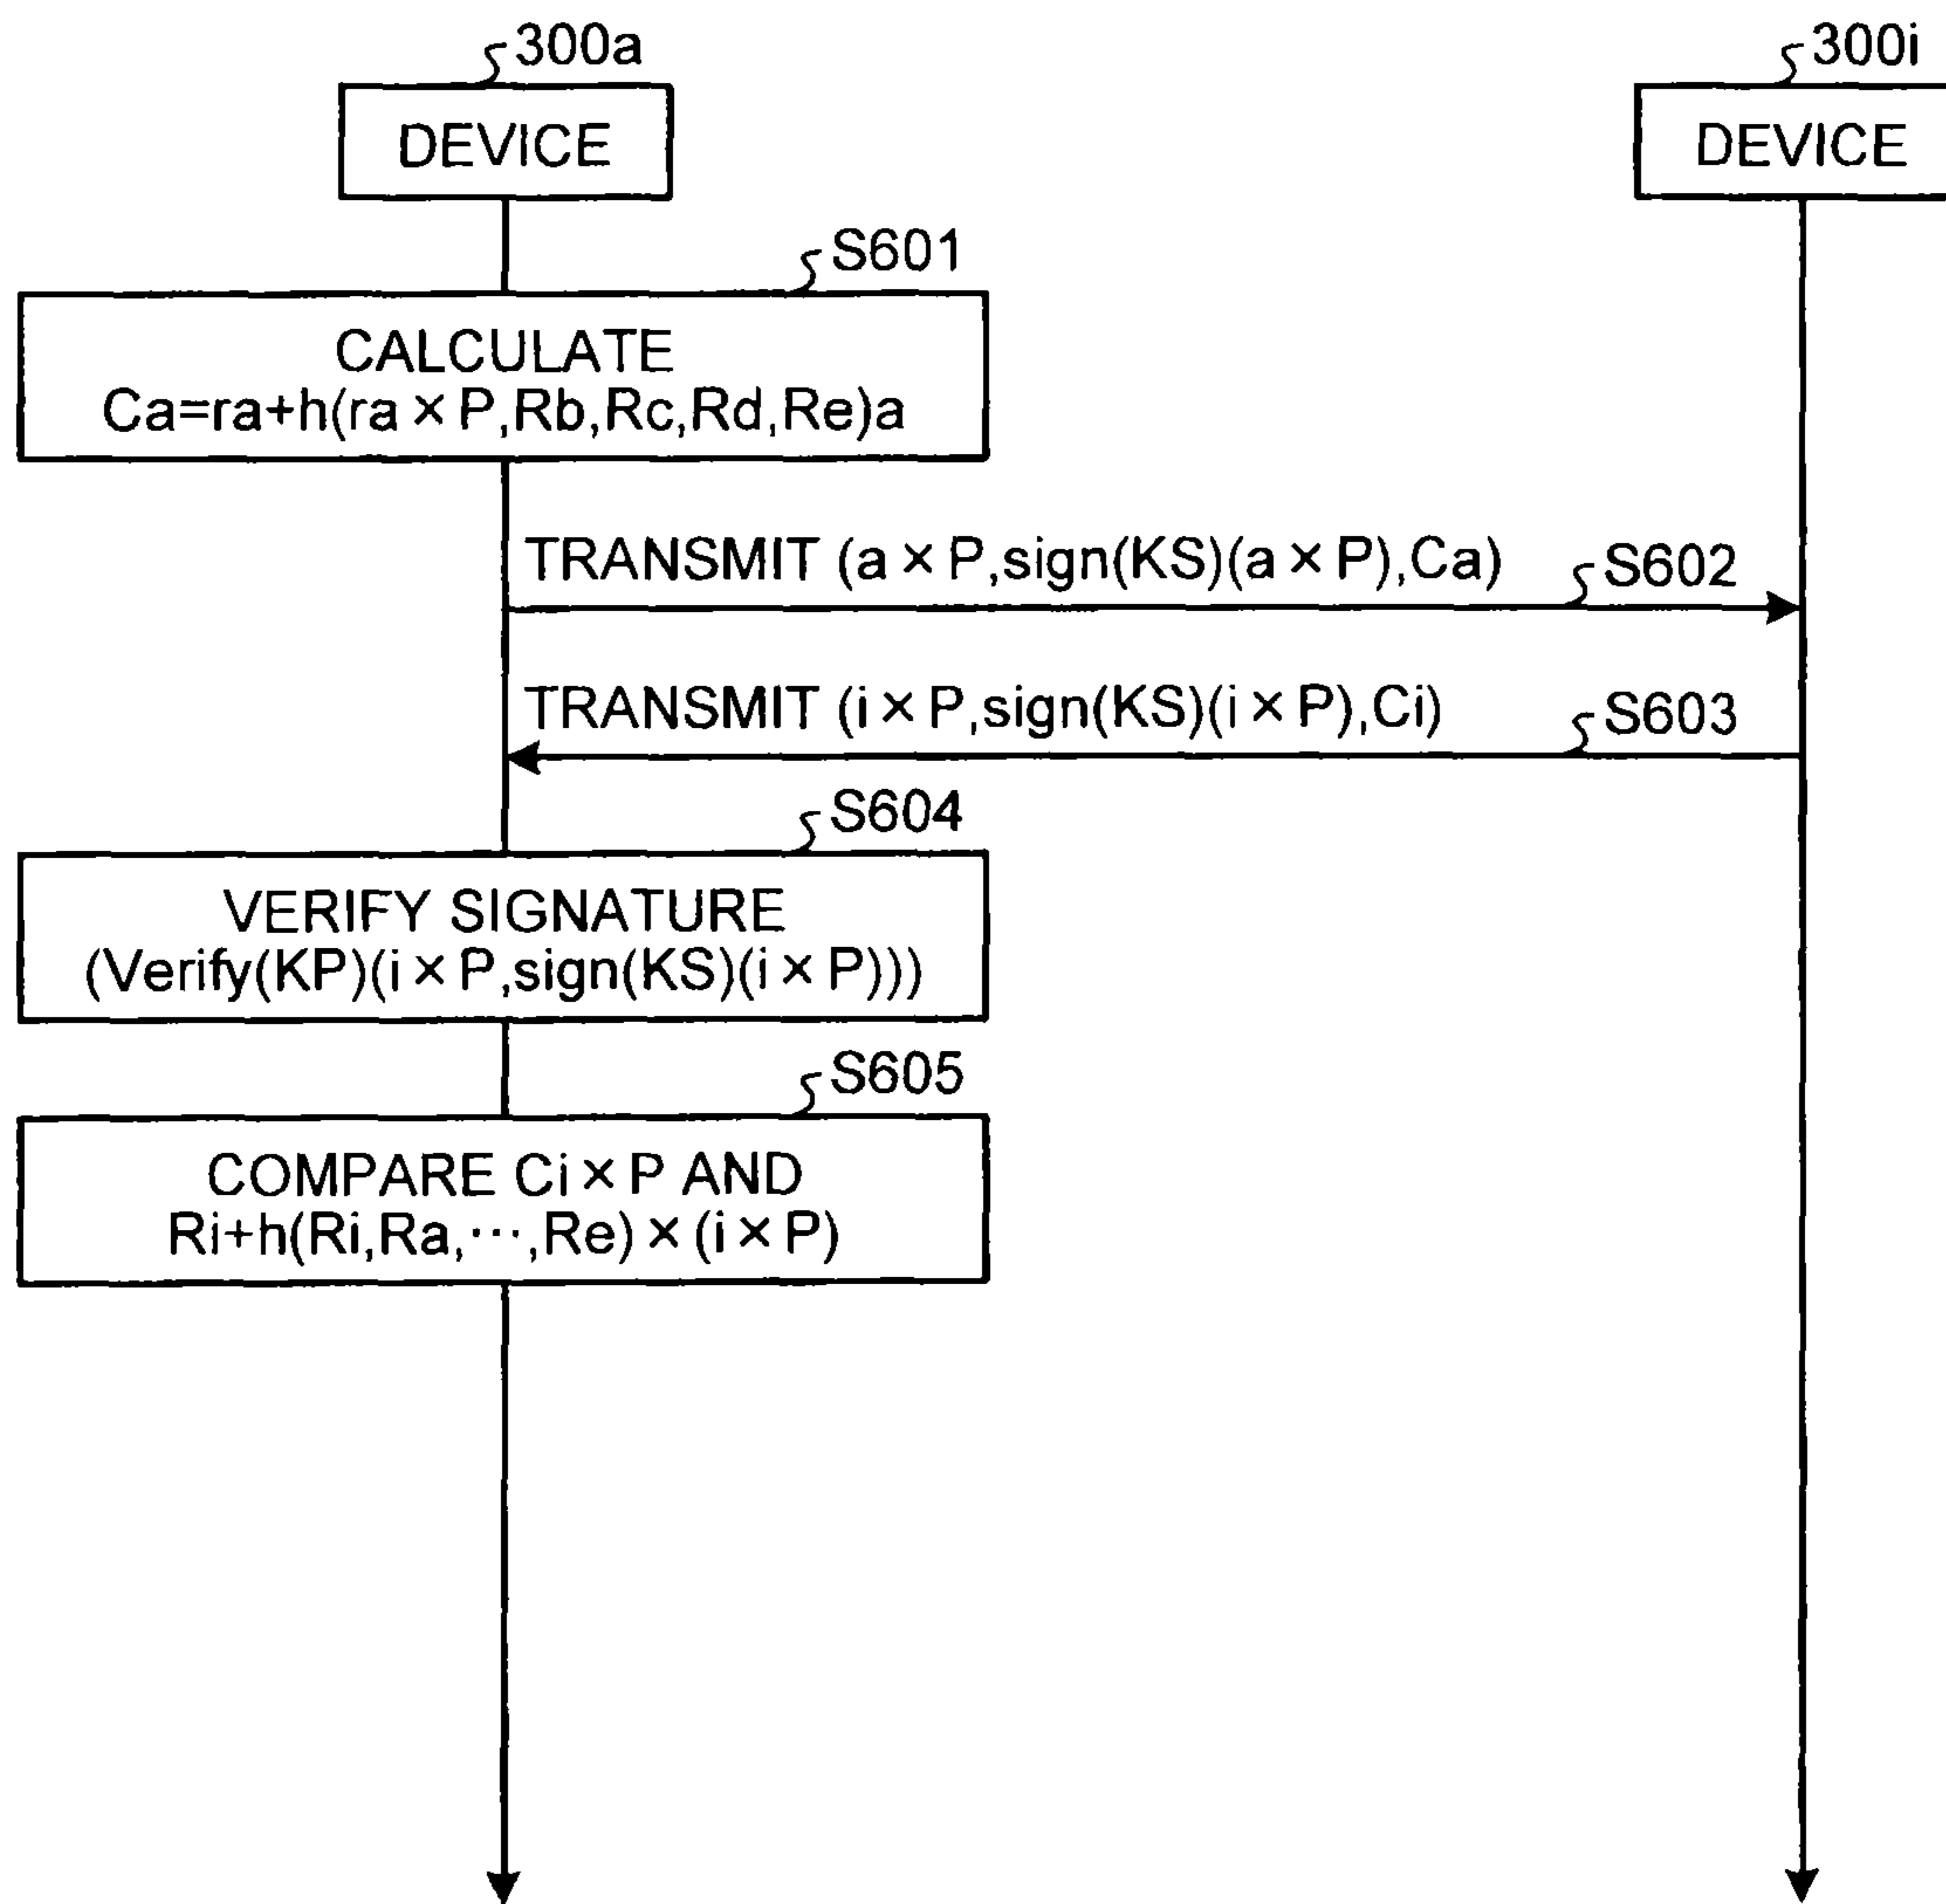 300a
300i
DEVICE
DEVICE
S601
CALCULATE
Ca=ra+h(ra×P,Rb,Rc,Rd,Re)a
TRANSMIT (a×P,sign(KS)(a×P),Ca)
S602
TRANSMIT (i×P,sign(KS)(i×P),Ci)
S603
S604
VERIFY SIGNATURE
(Verify(KP)(i×P,sign(KS)(i×P)))
S605
COMPARE Ci×P AND
Ri+h(Ri,Ra,⋯,Re)×(i×P)